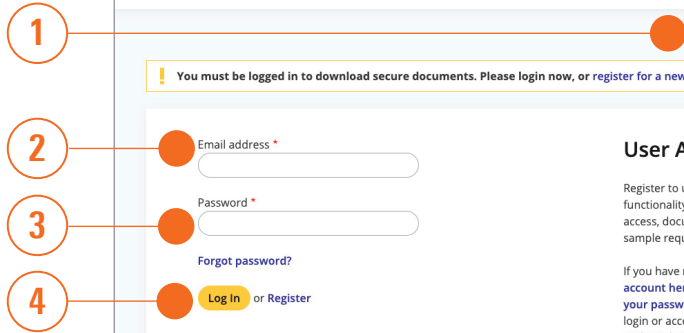 1
You must be logged in to download secure documents. Please login now, or register for a new
2
Email address *
User A
Register to u
functionality
access, docu
sample requ
Password *
3
Forgot password?
If you have
account her
your passw
login or acco
4
Log In or Register